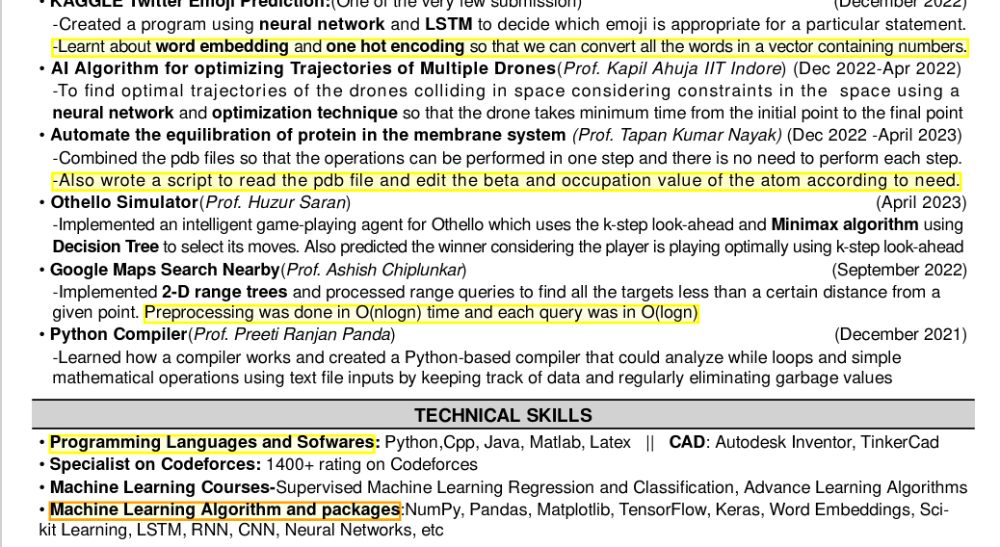 • KAGGLE Twitter Emoji Prediction:(One of the very few submission) (December 2022)
-Created a program using neural network and LSTM to decide which emoji is appropriate for a particular statement.
-Learnt about word embedding and one hot encoding so that we can convert all the words in a vector containing numbers.
• AI Algorithm for optimizing Trajectories of Multiple Drones(Prof. Kapil Ahuja IIT Indore) (Dec 2022-Apr 2022)
-To find optimal trajectories of the drones colliding in space considering constraints in the space using a
neural network and optimization technique so that the drone takes minimum time from the initial point to the final point
• Automate the equilibration of protein in the membrane system (Prof. Tapan Kumar Nayak) (Dec 2022 -April 2023)
-Combined the pdb files so that the operations can be performed in one step and there is no need to perform each step.
-Also wrote a script to read the pdb file and edit the beta and occupation value of the atom according to need.
• Othello Simulator(Prof. Huzur Saran) (April 2023)
-Implemented an intelligent game-playing agent for Othello which uses the k-step look-ahead and Minimax algorithm using
Decision Tree to select its moves. Also predicted the winner considering the player is playing optimally using k-step look-ahead
• Google Maps Search Nearby(Prof. Ashish Chiplunkar) (September 2022)
-Implemented 2-D range trees and processed range queries to find all the targets less than a certain distance from a
given point. Preprocessing was done in O(nlogn) time and each query was in O(logn)
• Python Compiler(Prof. Preeti Ranjan Panda) (December 2021)
-Learned how a compiler works and created a Python-based compiler that could analyze while loops and simple
mathematical operations using text file inputs by keeping track of data and regularly eliminating garbage values
TECHNICAL SKILLS
• Programming Languages and Sofwares: Python,Cpp, Java, Matlab, Latex || CAD: Autodesk Inventor, TinkerCad
• Specialist on Codeforces: 1400+ rating on Codeforces
• Machine Learning Courses-Supervised Machine Learning Regression and Classification, Advance Learning Algorithms
• Machine Learning Algorithm and packages:NumPy, Pandas, Matplotlib, TensorFlow, Keras, Word Embeddings, Sci-
kit Learning, LSTM, RNN, CNN, Neural Networks, etc